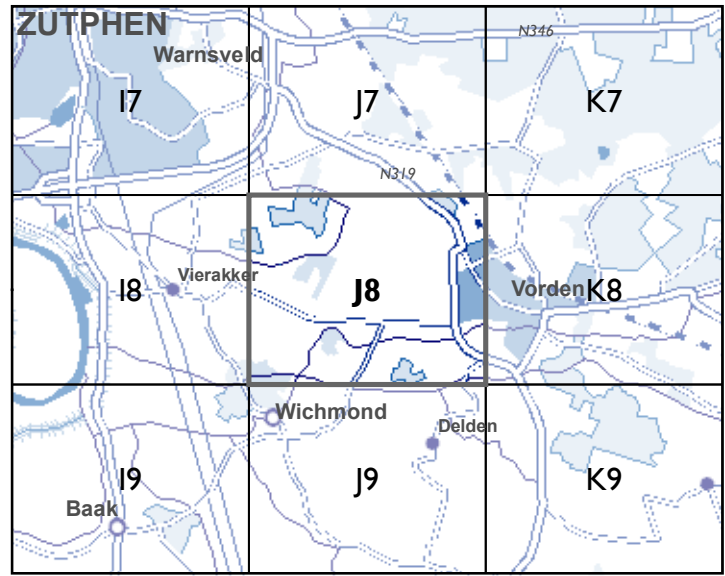 ZUTPHEN
N346
Warnsveld
I7
J7
K7
N319
Vierakker
I8
J8
Vorden
K8
Wichmond
Delden
I9
J9
K9
Baak